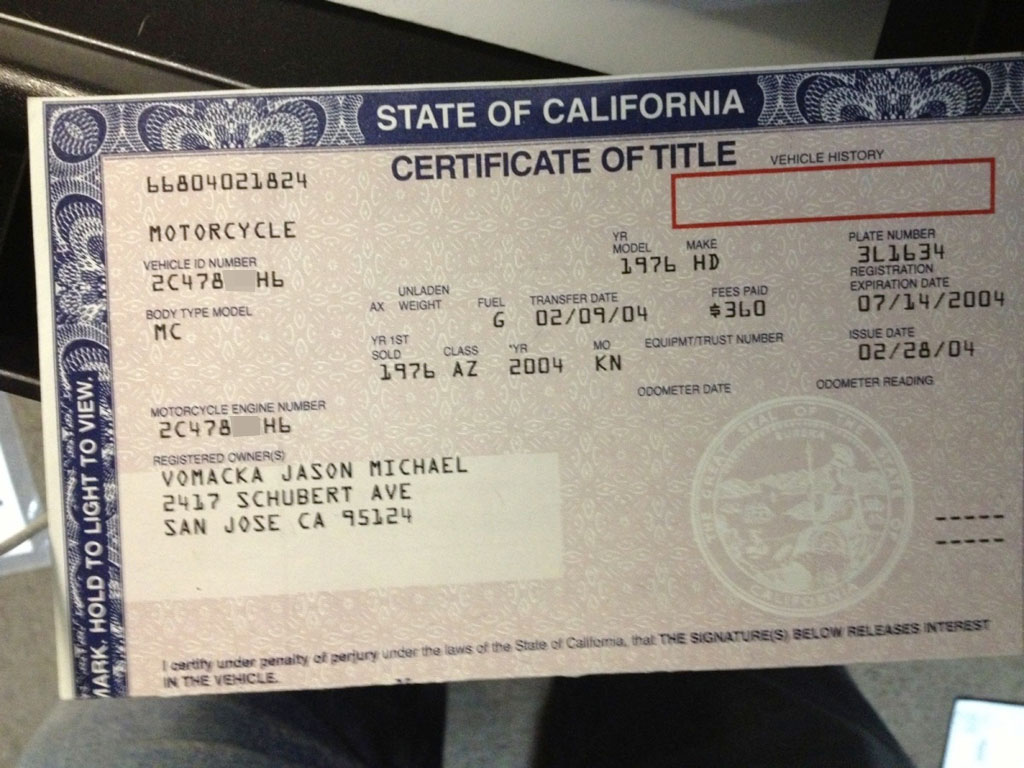 STATE OF CALIFORNIA
CERTIFICATE OF TITLE
VEHICLE HISTORY
66804021824
MOTORCYCLE
YR MODEL MAKE PLATE NUMBER
1976 HD 3L1634
VEHICLE ID NUMBER
2C478 H6
REGISTRATION EXPIRATION DATE
BODY TYPE MODEL AX UNLADEN WEIGHT FUEL TRANSFER DATE FEES PAID
MC G 02/09/04 $360 07/14/2004
YR 1ST SOLD CLASS *YR MO EQUIPMT/TRUST NUMBER ISSUE DATE
1976 AZ 2004 KN 02/28/04
ODOMETER DATE ODOMETER READING
MOTORCYCLE ENGINE NUMBER
2C478 H6
REGISTERED OWNER(S)
VOMACKA JASON MICHAEL
2417 SCHUBERT AVE
SAN JOSE CA 95124
-----
-----
I certify under penalty of perjury under the laws of the State of California, that THE SIGNATURE(S) BELOW RELEASES INTEREST
IN THE VEHICLE.
MARK. HOLD TO LIGHT TO VIEW.
CALIFORNIA